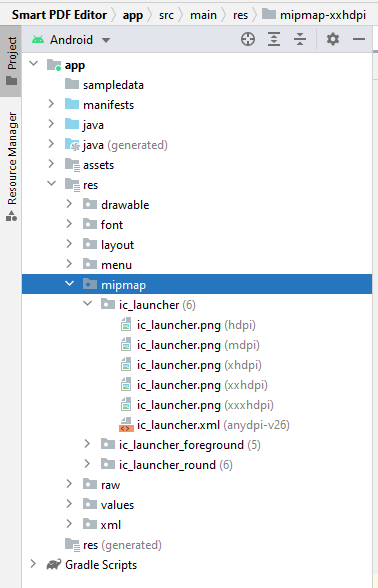 Smart PDF Editor app src main res mipmap-xxhdpi
Project
Resource Manager
Android
app
sampledata
manifests
java
java (generated)
assets
res
drawable
font
layout
menu
mipmap
ic_launcher (6)
ic_launcher.png (hdpi)
ic_launcher.png (mdpi)
ic_launcher.png (xhdpi)
ic_launcher.png (xxhdpi)
ic_launcher.png (xxxhdpi)
ic_launcher.xml (anydpi-v26)
ic_launcher_foreground (5)
ic_launcher_round (6)
raw
values
xml
res (generated)
Gradle Scripts